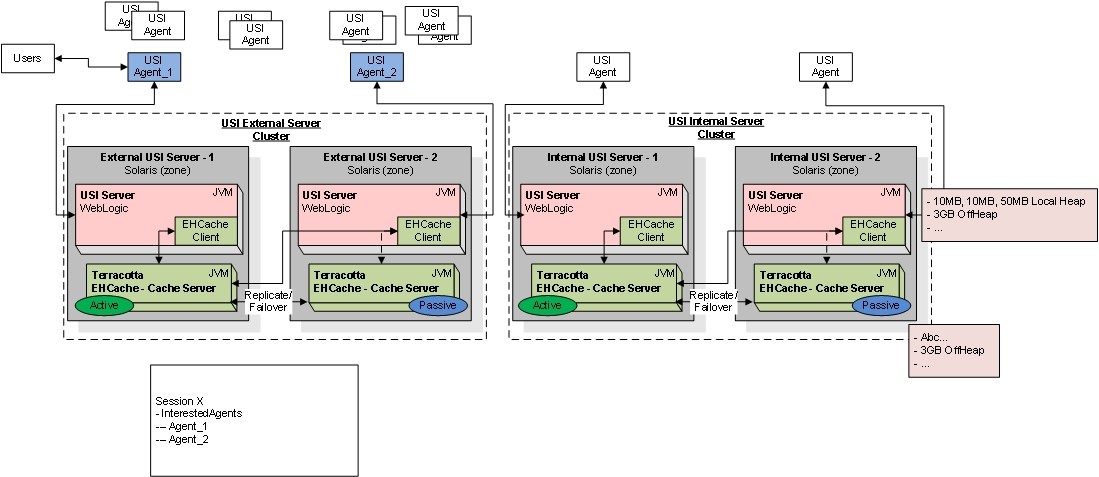 USI
Agent
USI
Agent
USI
Agent
USI
Agent
USI
Agent
USI
Agent
USI
Agent
USI
Agent
Users
USI
Agent_1
USI
Agent_2
USI
Agent
USI
Agent
USI External Server
Cluster
External USI Server - 1
Solaris (zone)
USI Server
JVM
WebLogic
EHCache
Client
Terracotta
JVM
EHCache - Cache Server
Active
Replicate/
Failover
External USI Server - 2
Solaris (zone)
USI Server
JVM
WebLogic
EHCache
Client
Terracotta
JVM
EHCache - Cache Server
Passive
USI Internal Server
Cluster
Internal USI Server - 1
Solaris (zone)
USI Server
JVM
WebLogic
EHCache
Client
Terracotta
JVM
EHCache - Cache Server
Active
Replicate/
Failover
Internal USI Server - 2
Solaris (zone)
USI Server
JVM
WebLogic
EHCache
Client
Terracotta
JVM
EHCache - Cache Server
Passive
- 10MB, 10MB, 50MB Local Heap
- 3GB OffHeap
- ...
- Abc...
- 3GB OffHeap
- ...
Session X
- InterestedAgents
--- Agent_1
--- Agent_2